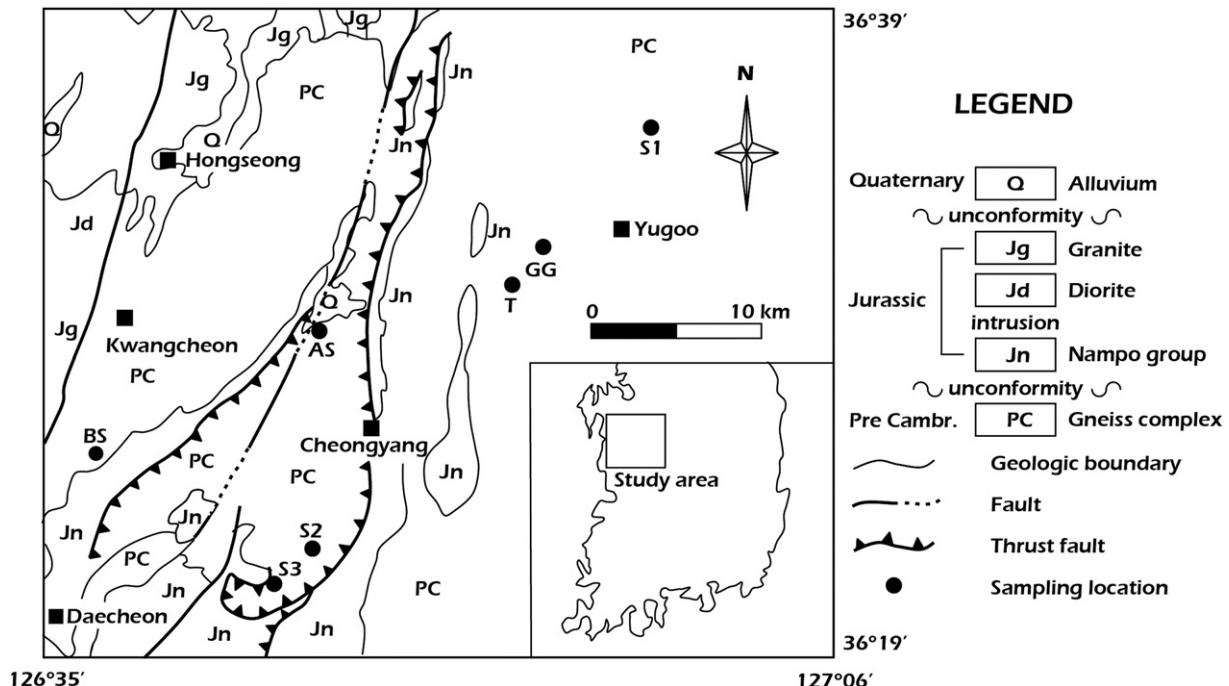 36°39′
Jg
Jg
Jg
PC
Jn
PC
N
Q
Q
Jn
S1
Hongseong
Jd
Jn
Yugoo
GG
Jn
T
Q
0 10 km
Jg
Kwangcheon
AS
PC
BS
Cheongyang
PC
PC
Jn
Study area
Jn
Jn
S2
PC
S3
Jn
PC
Daecheon
Jn
Jn
36°19′
126°35′
127°06′
LEGEND
Quaternary Q Alluvium
unconformity
Jg Granite
Jurassic Jd Diorite
intrusion
Jn Nampo group
unconformity
Pre Cambr. PC Gneiss complex
Geologic boundary
Fault
Thrust fault
Sampling location